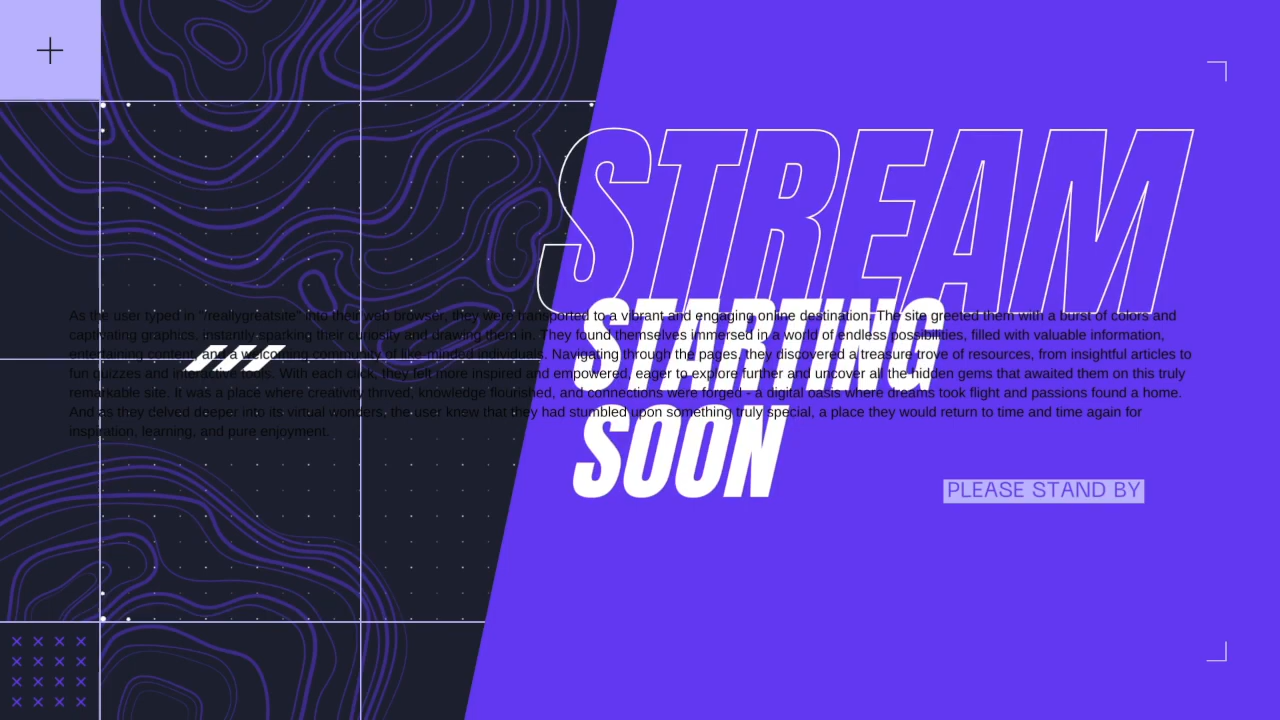 STREAM
STARTING
SOON
As the user typed in "/reallygreatsite" into their web browser, they were transported to a vibrant and engaging online destination. The site greeted them with a burst of colors and
captivating graphics, instantly sparking their curiosity and drawing them in. They found themselves immersed in a world of endless possibilities, filled with valuable information,
entertaining content, and a welcoming community of like-minded individuals. Navigating through the pages, they discovered a treasure trove of resources, from insightful articles to
fun quizzes and interactive tools. With each click, they felt more inspired and empowered, eager to explore further and uncover all the hidden gems that awaited them on this truly
remarkable site. It was a place where creativity thrived, knowledge flourished, and connections were forged - a digital oasis where dreams took flight and passions found a home.
And as they delved deeper into its virtual wonders, the user knew that they had stumbled upon something truly special, a place they would return to time and time again for
inspiration, learning, and pure enjoyment.
PLEASE STAND BY